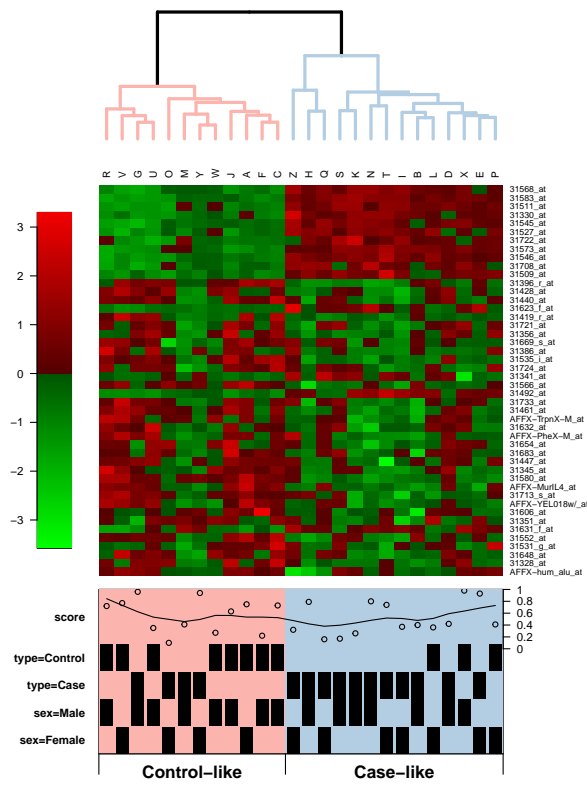 R V G U O M Y W J A F C Z H Q S K N T I B L D X E P
31568_at
31583_at
31511_at
31330_at
31545_at
31527_at
31722_at
31573_at
31546_at
31708_at
31509_at
31396_r_at
31428_at
31440_at
31623_f_at
31419_r_at
31721_at
31356_at
31669_s_at
31386_at
31535_i_at
31724_at
31341_at
31566_at
31492_at
31733_at
31461_at
AFFX−TrpnX−M_at
31632_at
AFFX−PheX−M_at
31654_at
31683_at
31447_at
31345_at
31580_at
AFFX−MurIL4_at
31713_s_at
AFFX−YEL018w/_at
31606_at
31351_at
31631_f_at
31552_at
31531_g_at
31648_at
31328_at
AFFX−hum_alu_at
3
2
1
0
−1
−2
−3
score
1
0.8
0.6
0.4
0.2
0
type=Control
type=Case
sex=Male
sex=Female
Control−like Case−like